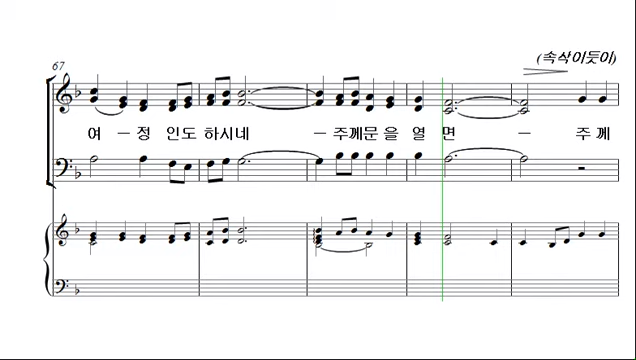 67
(속삭이듯이)
여 - 정 인도 하시네 - 주께문을 열 면 - 주 께